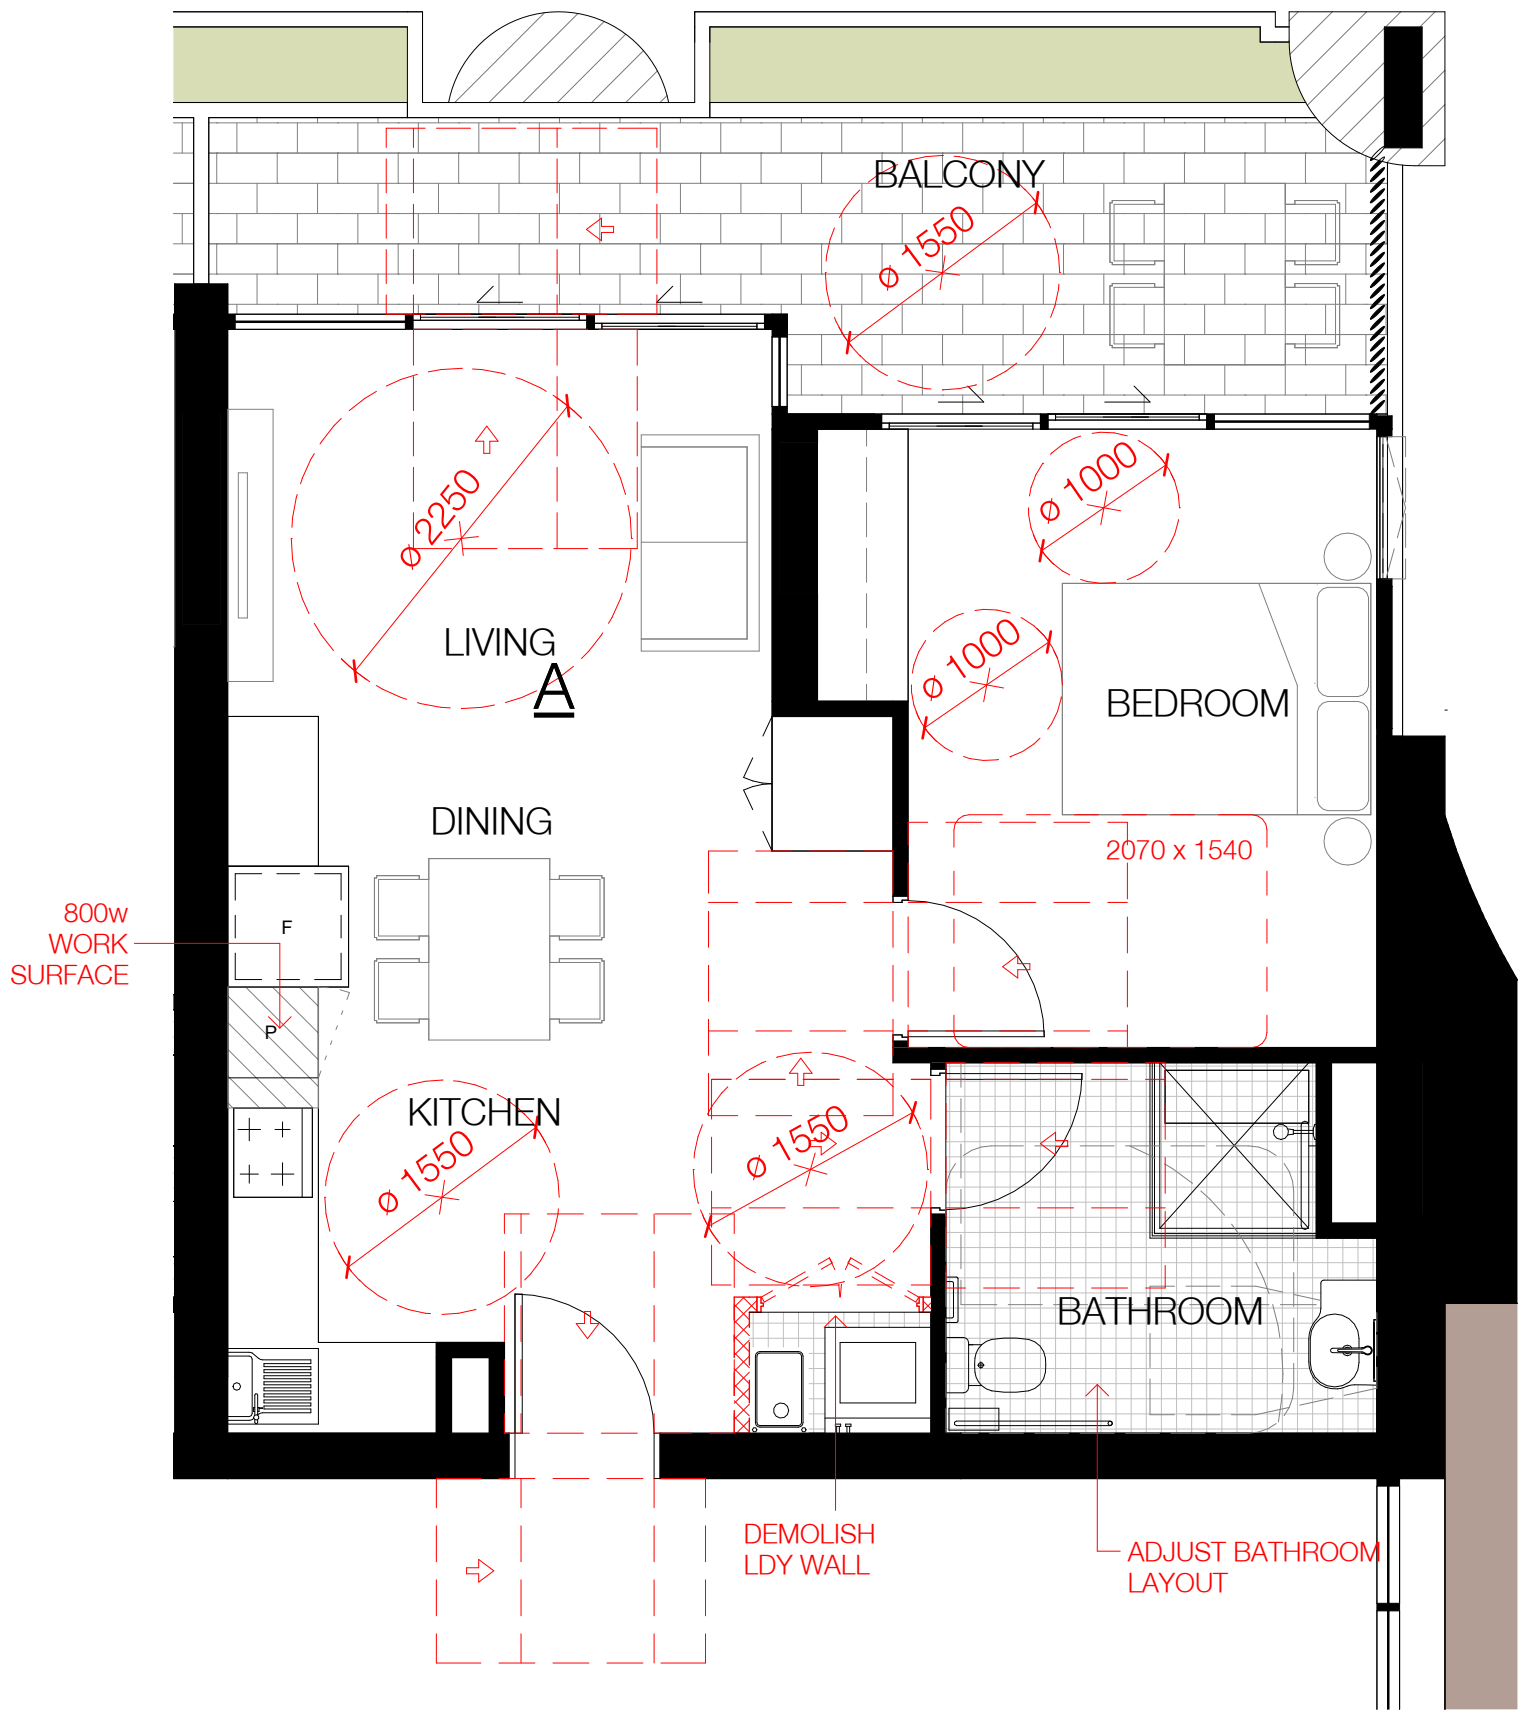 BALCONY
ø 1550
ø 1000
ø 2250
LIVING
A
ø 1000
BEDROOM
DINING
2070 x 1540
800w
WORK
SURFACE
F
P
KITCHEN
ø 1550
ø 1550
BATHROOM
DEMOLISH
LDY WALL
ADJUST BATHROOM
LAYOUT